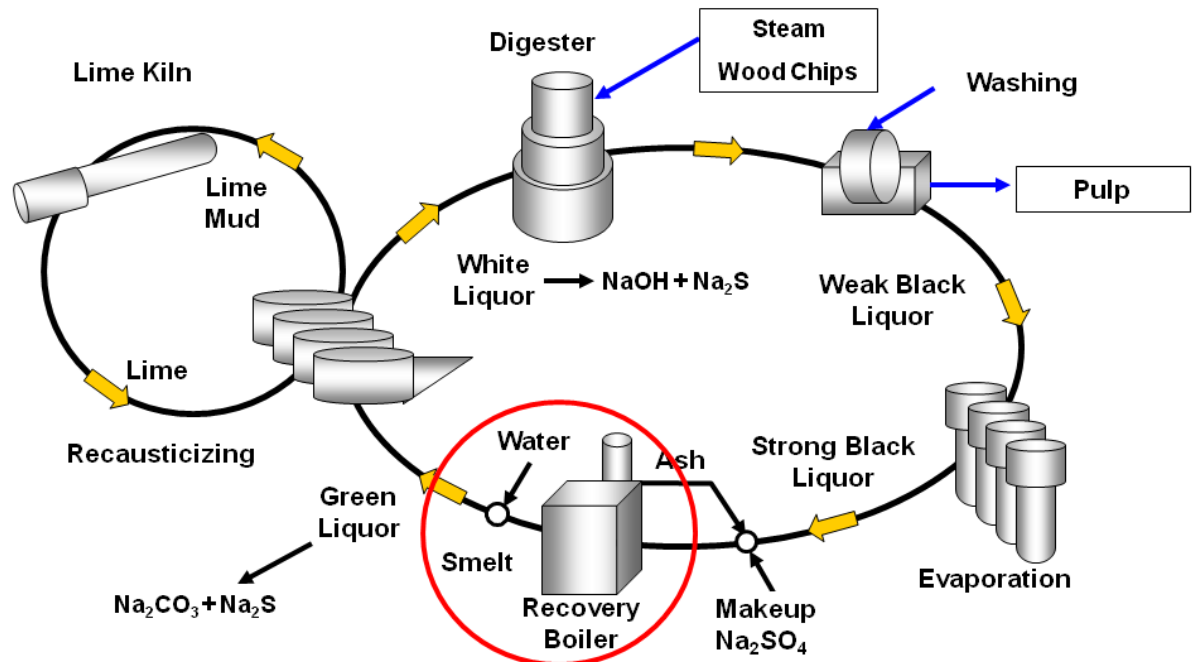 Digester
Steam
Wood Chips
Lime Kiln
Washing
Lime
Mud
Pulp
White
Liquor
NaOH + Na₂S
Weak Black
Liquor
Lime
Recausticizing
Water
Ash
Strong Black
Liquor
Green
Liquor
Smelt
Evaporation
Na₂CO₃ + Na₂S
Recovery
Boiler
Makeup
Na₂SO₄